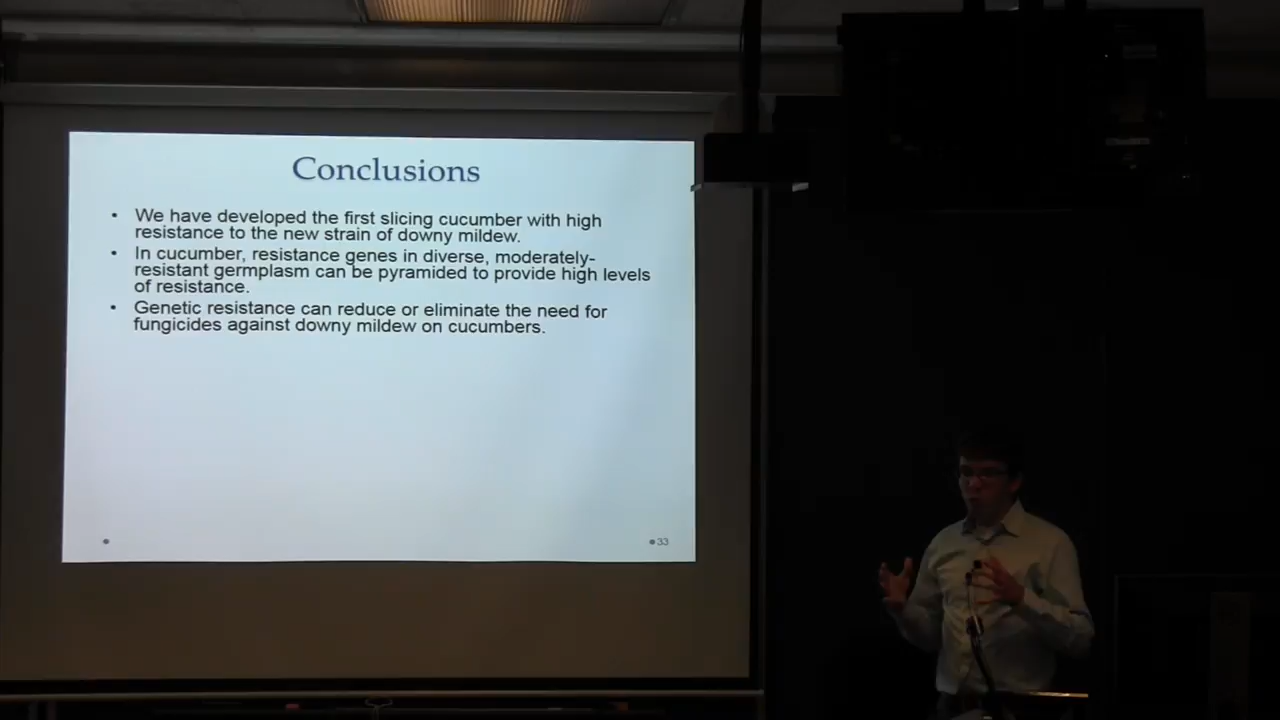 Conclusions
• We have developed the first slicing cucumber with high
resistance to the new strain of downy mildew.
• In cucumber, resistance genes in diverse, moderately-
resistant germplasm can be pyramided to provide high levels
of resistance.
• Genetic resistance can reduce or eliminate the need for
fungicides against downy mildew on cucumbers.
33